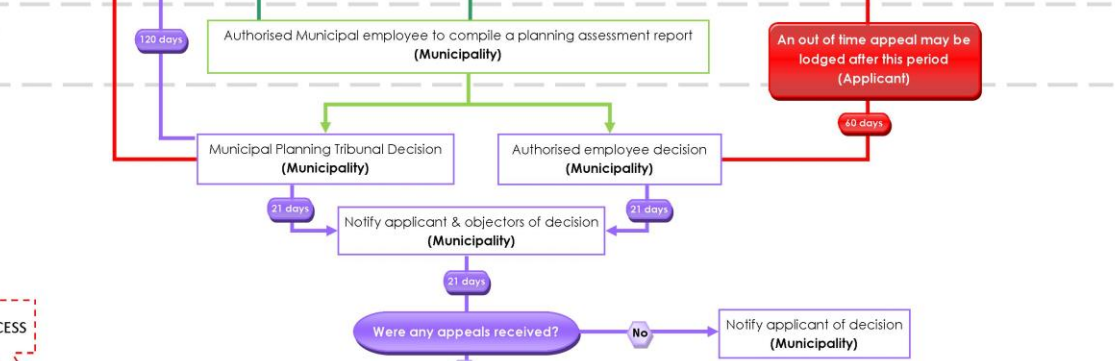 120 days
Authorised Municipal employee to compile a planning assessment report
(Municipality)
An out of time appeal may be
lodged after this period
(Applicant)
60 days
Municipal Planning Tribunal Decision
(Municipality)
Authorised employee decision
(Municipality)
21 days
21 days
Notify applicant & objectors of decision
(Municipality)
21 days
CESS
Were any appeals received?
No
Notify applicant of decision
(Municipality)